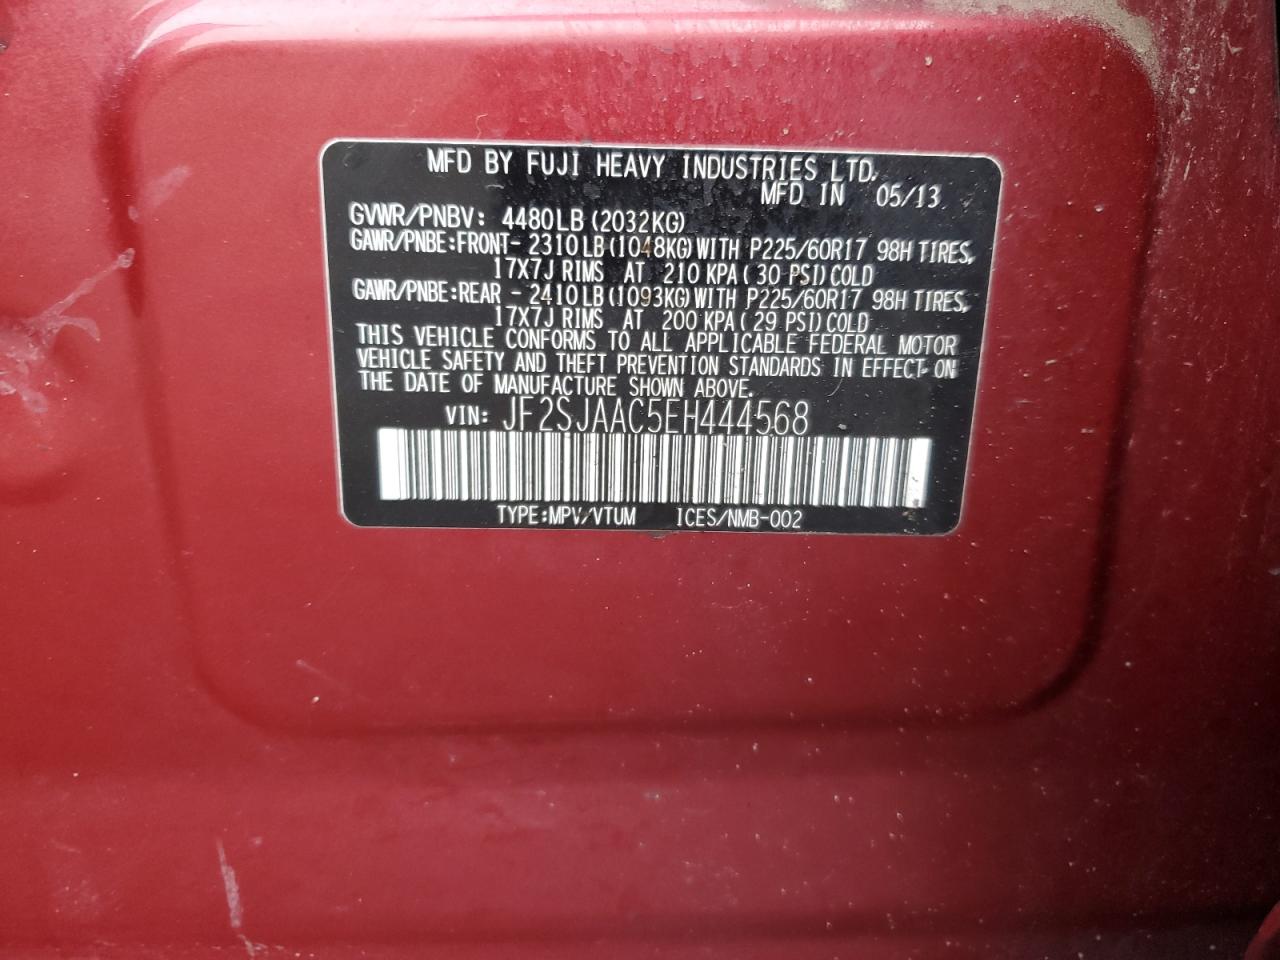 MFD BY FUJI HEAVY INDUSTRIES LTD.
MFD IN 05/13
GVWR/PNBV: 4480LB(2032KG)
GAWR/PNBE:FRONT- 2310LB(1048KG)WITH P225/60R17 98H TIRES,
17X7J RIMS AT 210 KPA( 30 PSI)COLD
GAWR/PNBE:REAR - 2410LB(1093KG)WITH P225/60R17 98H TIRES,
17X7J RIMS AT 200 KPA( 29 PSI)COLD
THIS VEHICLE CONFORMS TO ALL APPLICABLE FEDERAL MOTOR
VEHICLE SAFETY AND THEFT PREVENTION STANDARDS IN EFFECT ON
THE DATE OF MANUFACTURE SHOWN ABOVE.
VIN: JF2SJAAC5EH444568
TYPE:MPV/VTUM ICES/NMB-002